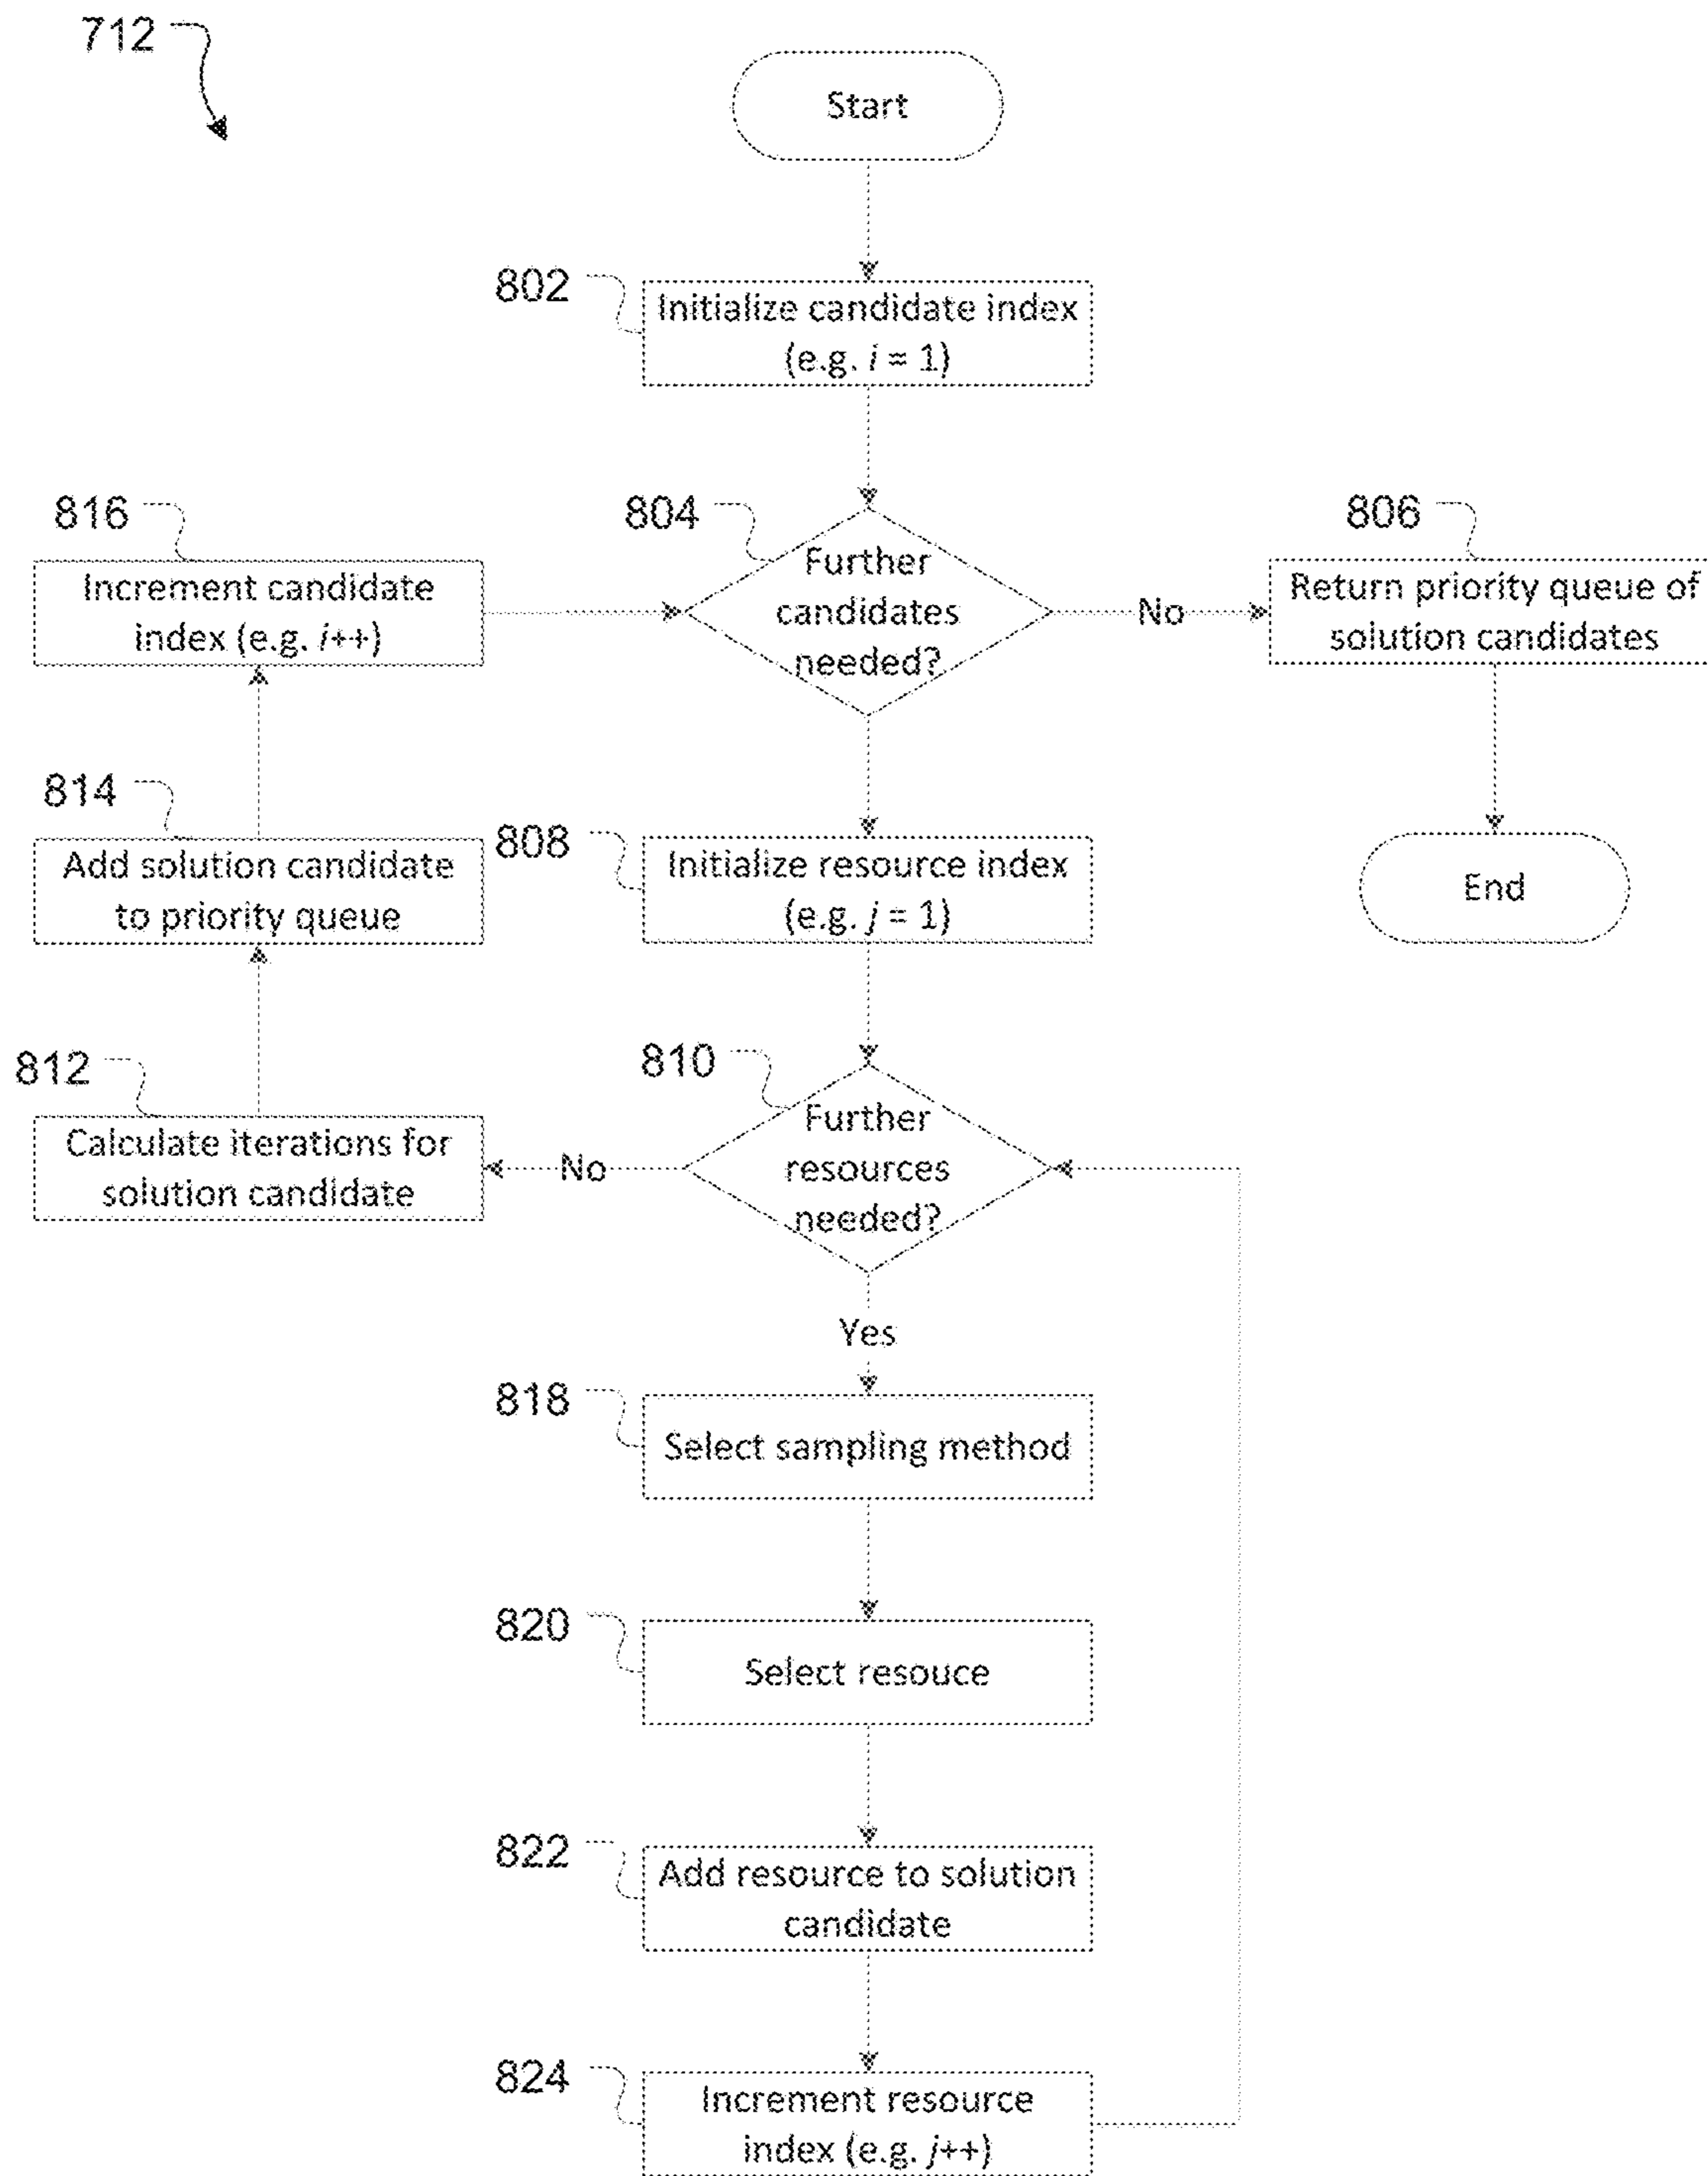 712
Start
802
Initialize candidate index
(e.g. i = 1)
816
804
806
Increment candidate
index (e.g. i++)
Further
candidates
needed?
No
Return priority queue of
solution candidates
814
808
Add solution candidate
to priority queue
Initialize resource index
(e.g. j = 1)
End
812
810
Calculate iterations for
solution candidate
No
Further
resources
needed?
Yes
818
Select sampling method
820
Select resouce
822
Add resource to solution
candidate
824
Increment resource
index (e.g. j++)